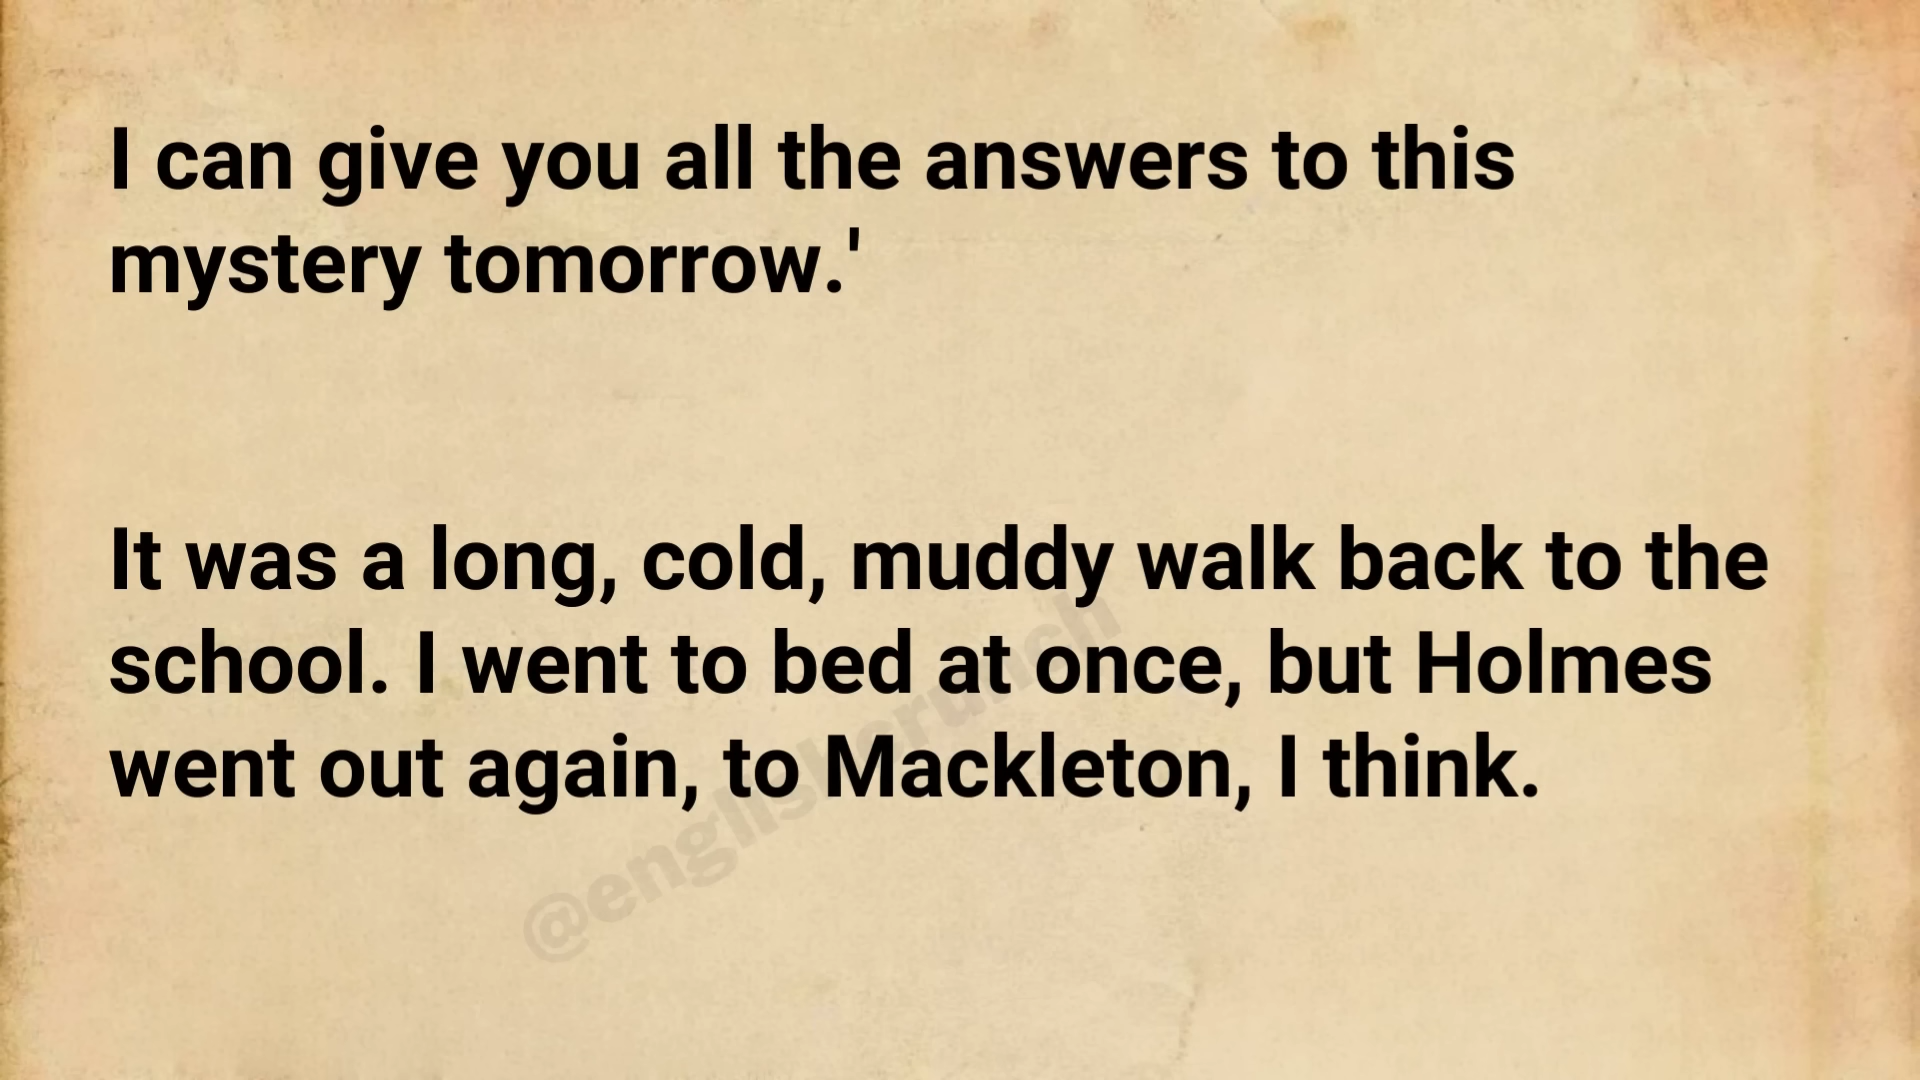 I can give you all the answers to this
mystery tomorrow.'
It was a long, cold, muddy walk back to the
school. I went to bed at once, but Holmes
went out again, to Mackleton, I think.
@englishcrunch